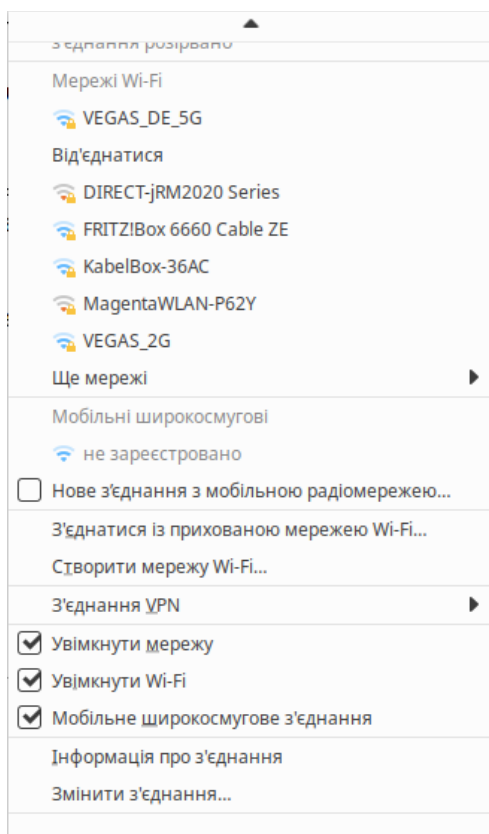 з'єднання розірвано
Мережі Wi-Fi
VEGAS_DE_5G
Від'єднатися
DIRECT-jRM2020 Series
FRITZ!Box 6660 Cable ZE
KabelBox-36AC
MagentaWLAN-P62Y
VEGAS_2G
Ще мережі
Мобільні широкосмугові
не зареєстровано
Нове з’єднання з мобільною радіомережею...
З'єднатися із прихованою мережею Wi-Fi...
Створити мережу Wi-Fi...
З'єднання VPN
Увімкнути мережу
Увімкнути Wi-Fi
Мобільне широкосмугове з'єднання
Інформація про з'єднання
Змінити з'єднання...